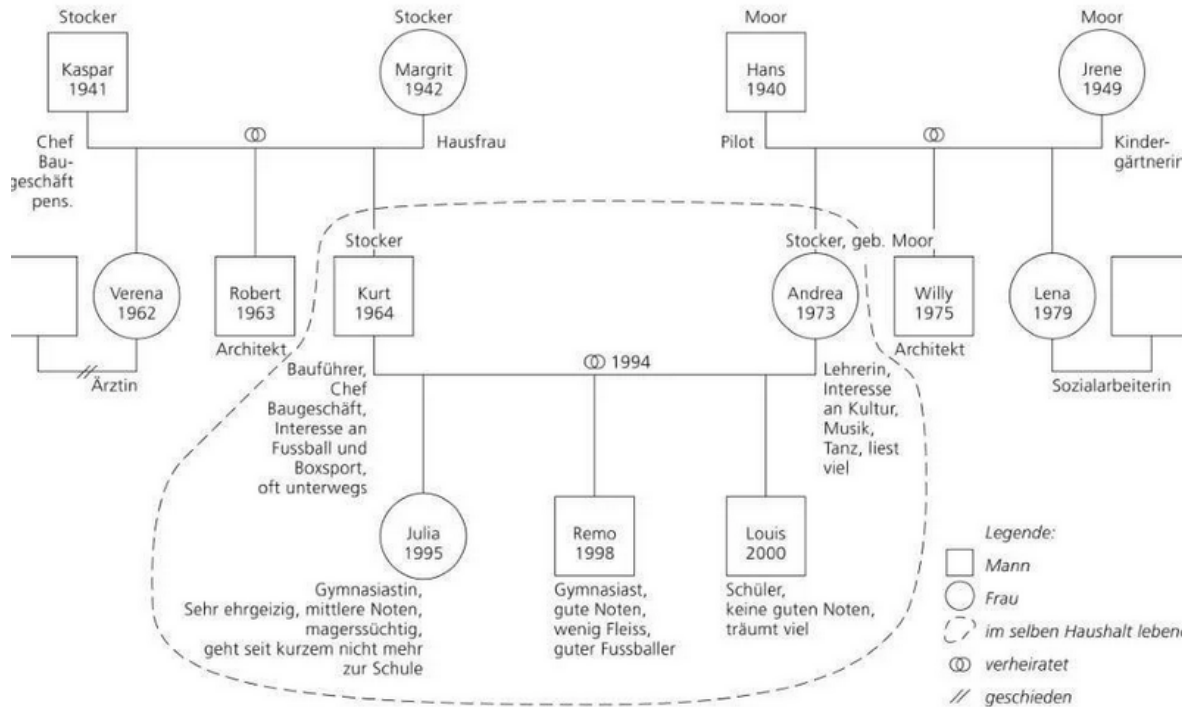 Stocker
Stocker
Moor
Moor
Kaspar
1941
Margrit
1942
Hans
1940
Jrene
1949
Chef
Bau-
geschäft
pens.
Hausfrau
Pilot
Kinder-
gärtnerin
Stocker
Stocker, geb. Moor
Verena
1962
Robert
1963
Kurt
1964
Andrea
1973
Willy
1975
Lena
1979
Ärztin
Architekt
1994
Architekt
Sozialarbeiterin
Bauführer,
Chef
Baugeschäft,
Interesse an
Fussball und
Boxsport,
oft unterwegs
Lehrerin,
Interesse
an Kultur,
Musik,
Tanz, liest
viel
Julia
1995
Remo
1998
Louis
2000
Gymnasiastin,
Sehr ehrgeizig, mittlere Noten,
magerssüchtig,
geht seit kurzem nicht mehr
zur Schule
Gymnasiast,
gute Noten,
wenig Fleiss,
guter Fussballer
Schüler,
keine guten Noten,
träumt viel
Legende:
Mann
Frau
im selben Haushalt lebend
verheiratet
geschieden